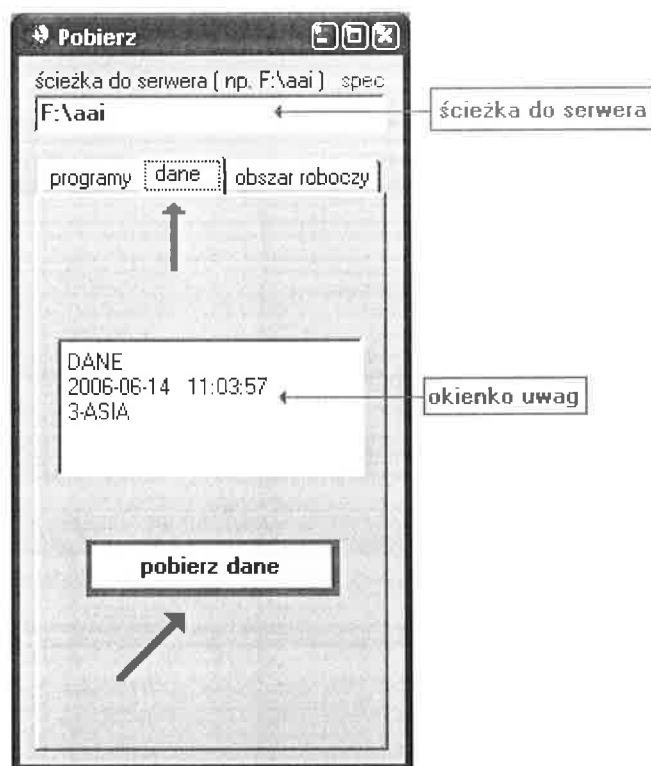 Pobierz
ścieżka do serwera ( np. F:\aai ) spec
F:\aai
ścieżka do serwera
programy dane obszar roboczy
DANE
2006-06-14 11:03:57
3-ASIA
okienko uwag
pobierz dane